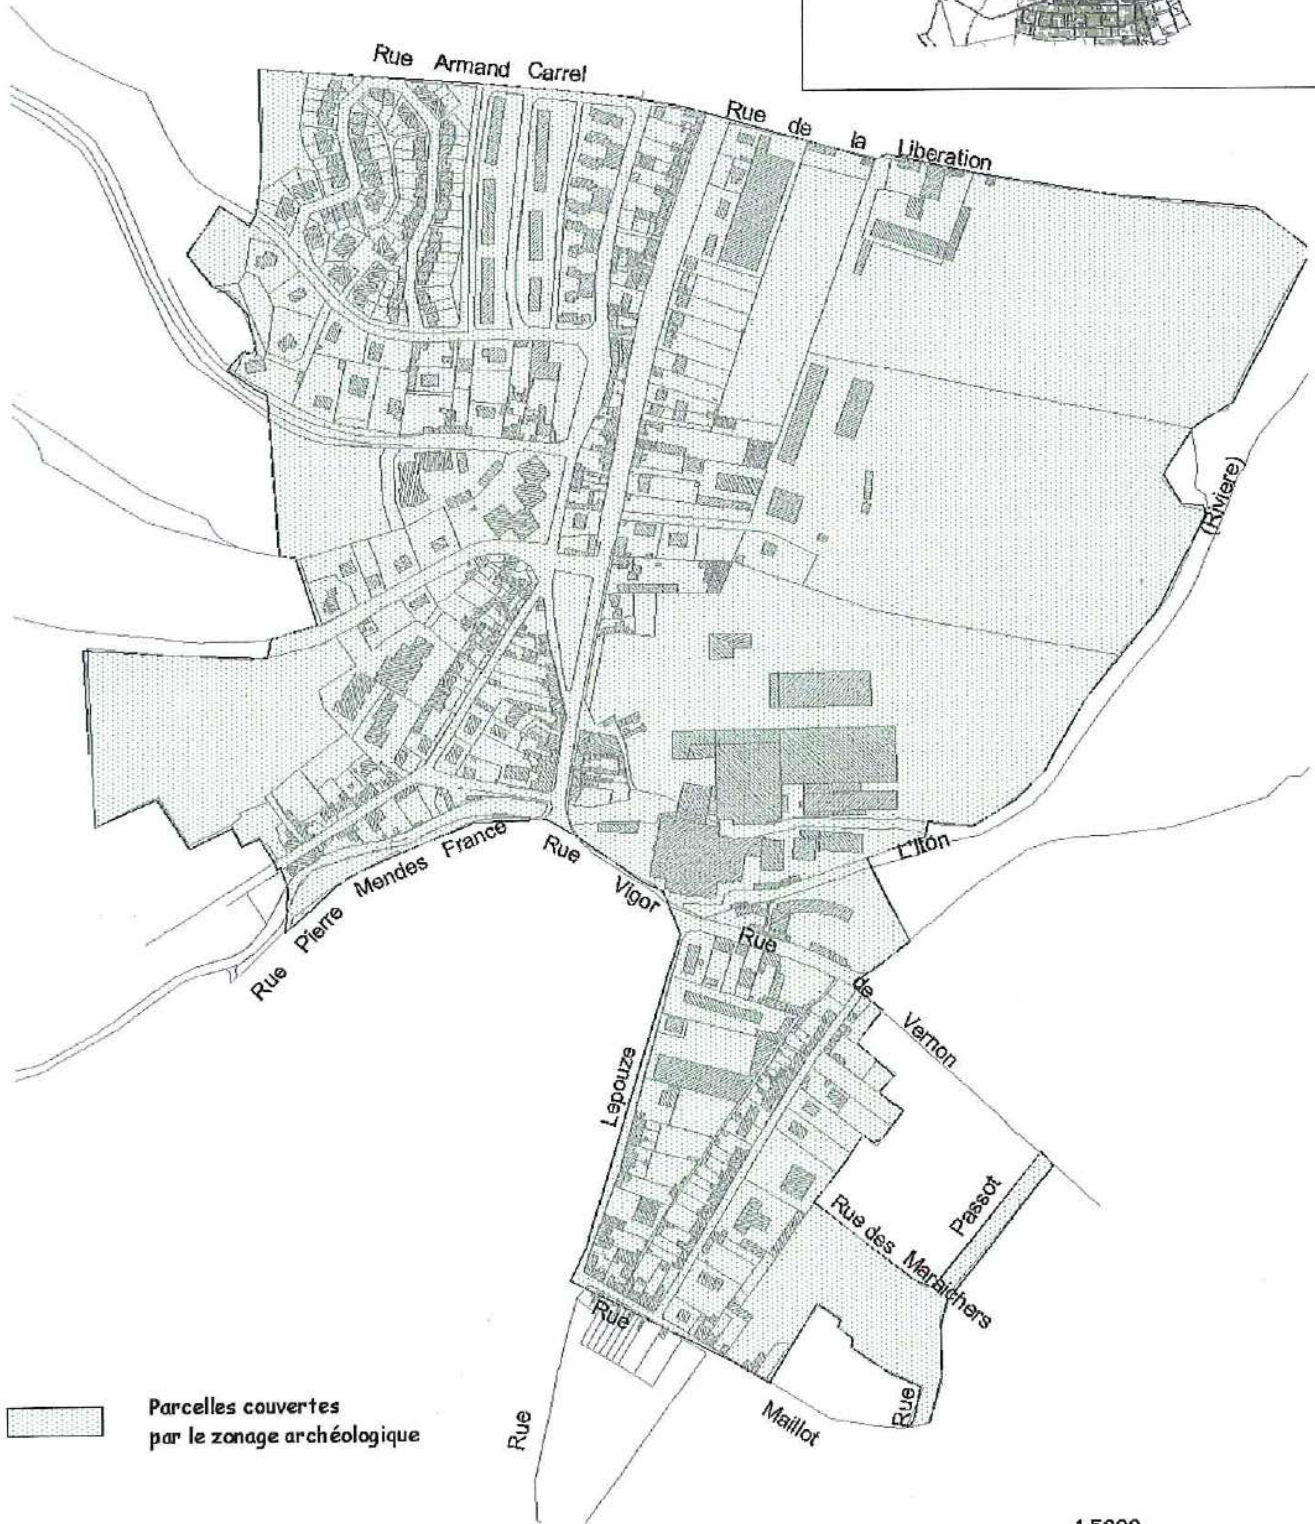 Rue Armand Carrel
Rue de la Liberation
(Riviere)
L'Iton
Rue Pierre Mendes France
Rue Vigor
Rue de Vernon
Lepouze
Rue
Passot
Rue des Maraichers
Rue Maillot
Rue
Parcelles couvertes
par le zonage archéologique